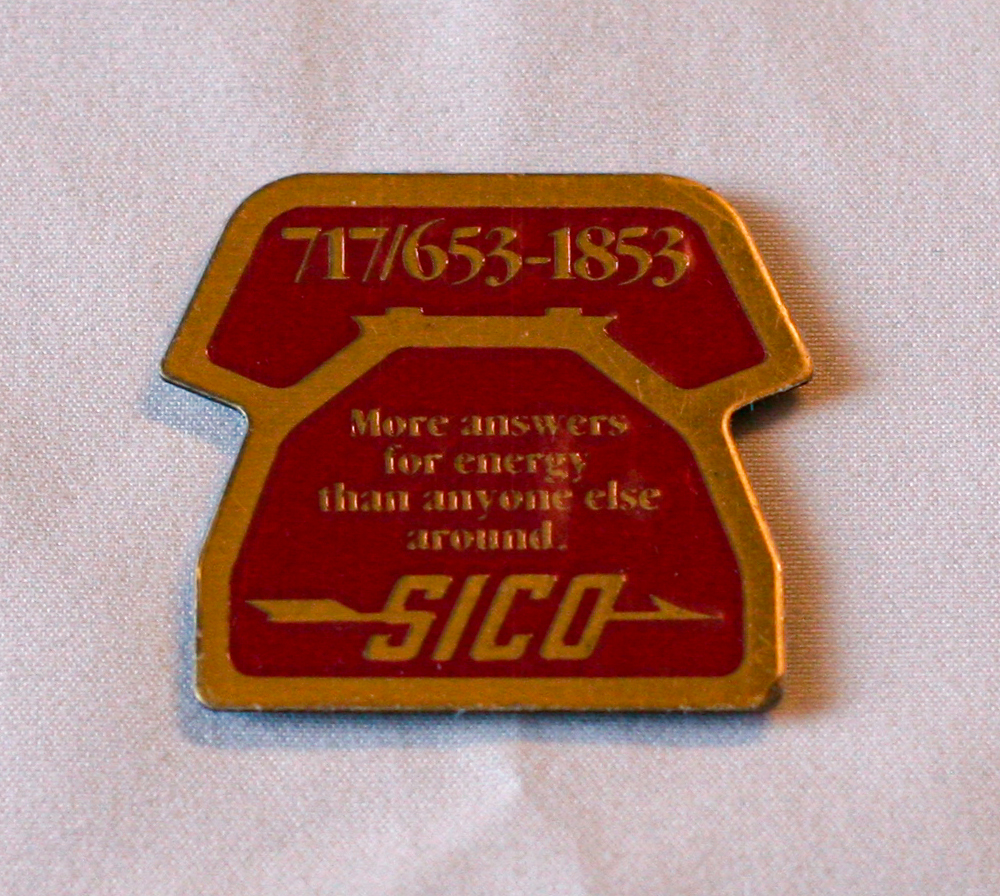 717/653-1853
More answers
for energy
than anyone else
around.
SICO